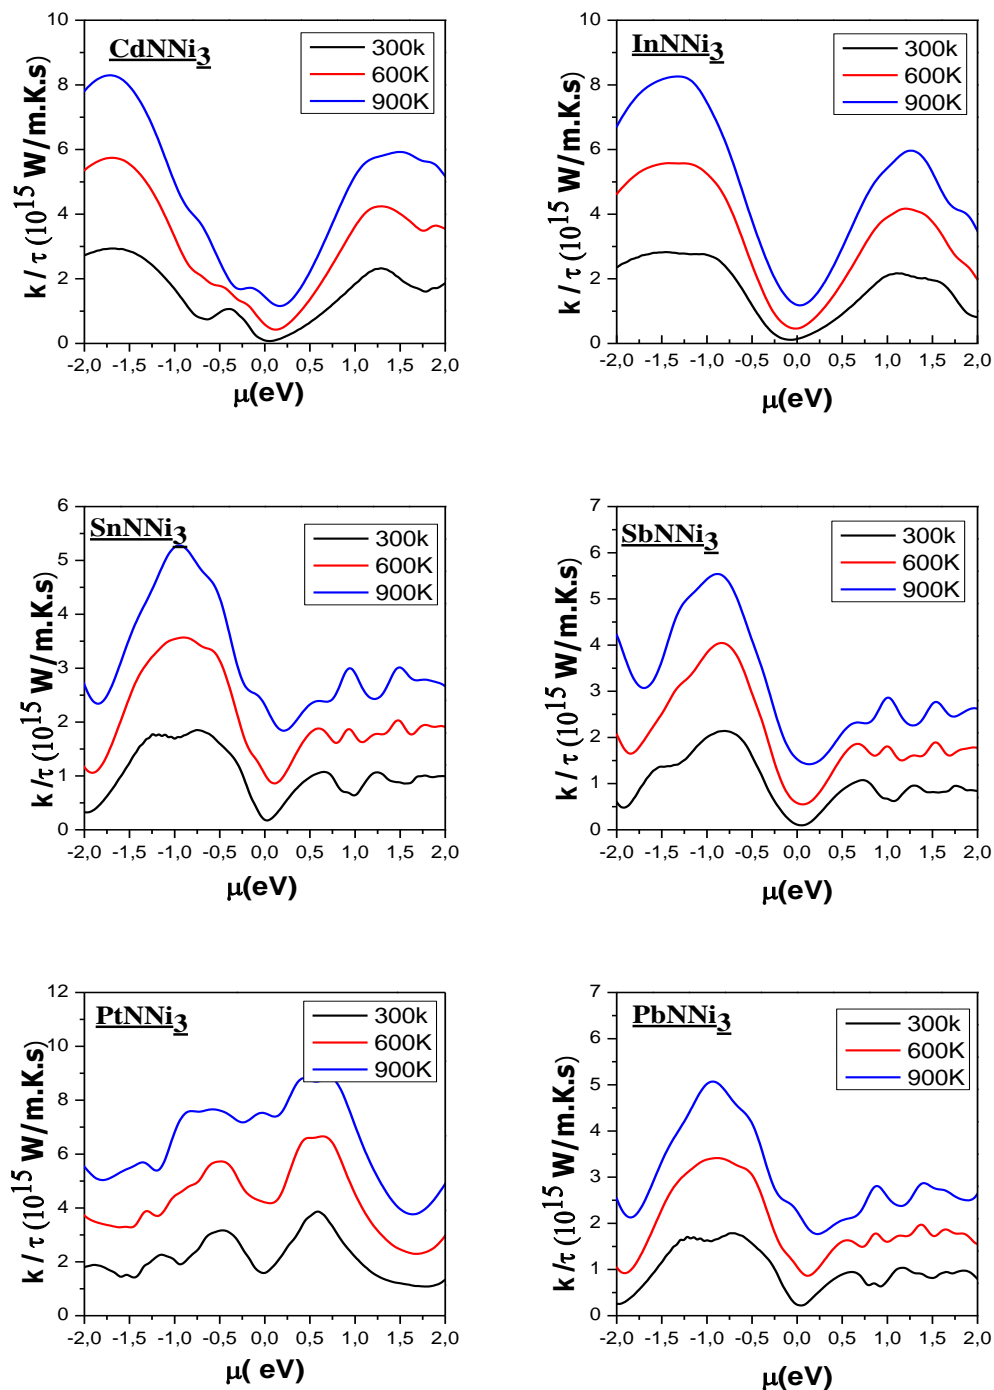 CdNNi3
300k
600K
900K
k / τ (10^15 W/m.K.s)
10
8
6
4
2
0
-2,0 -1,5 -1,0 -0,5 0,0 0,5 1,0 1,5 2,0
μ(eV)
InNNi3
300k
600K
900K
k / τ (10^15 W/m.K.s)
10
8
6
4
2
0
-2,0 -1,5 -1,0 -0,5 0,0 0,5 1,0 1,5 2,0
μ(eV)
SnNNi3
300k
600K
900K
k /τ (10^15 W/m.K.s)
6
5
4
3
2
1
0
-2,0 -1,5 -1,0 -0,5 0,0 0,5 1,0 1,5 2,0
μ(eV)
SbNNi3
300k
600K
900K
k / τ (10^15 W/m.K.s)
7
6
5
4
3
2
1
0
-2,0 -1,5 -1,0 -0,5 0,0 0,5 1,0 1,5 2,0
μ(eV)
PtNNi3
300k
600K
900K
k / τ (10^15 W/m.K.s)
12
10
8
6
4
2
0
-2,0 -1,5 -1,0 -0,5 0,0 0,5 1,0 1,5 2,0
μ( eV)
PbNNi3
300k
600K
900K
k / τ (10^15 W/m.K.s)
7
6
5
4
3
2
1
0
-2,0 -1,5 -1,0 -0,5 0,0 0,5 1,0 1,5 2,0
μ(eV)